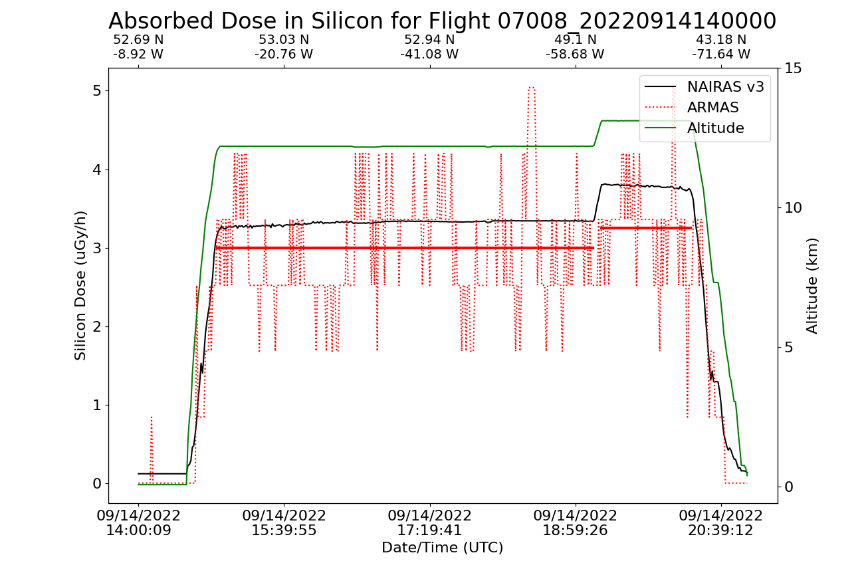 Absorbed Dose in Silicon for Flight 07008_20220914140000
52.69 N 53.03 N 52.94 N 49.1 N 43.18 N
-8.92 W -20.76 W -41.08 W -58.68 W -71.64 W
NAIRAS v3
ARMAS
Altitude
Silicon Dose (uGy/h)
5
4
3
2
1
0
15
10
5
0
Altitude (km)
09/14/2022 09/14/2022 09/14/2022 09/14/2022 09/14/2022
14:00:09 15:39:55 17:19:41 18:59:26 20:39:12
Date/Time (UTC)